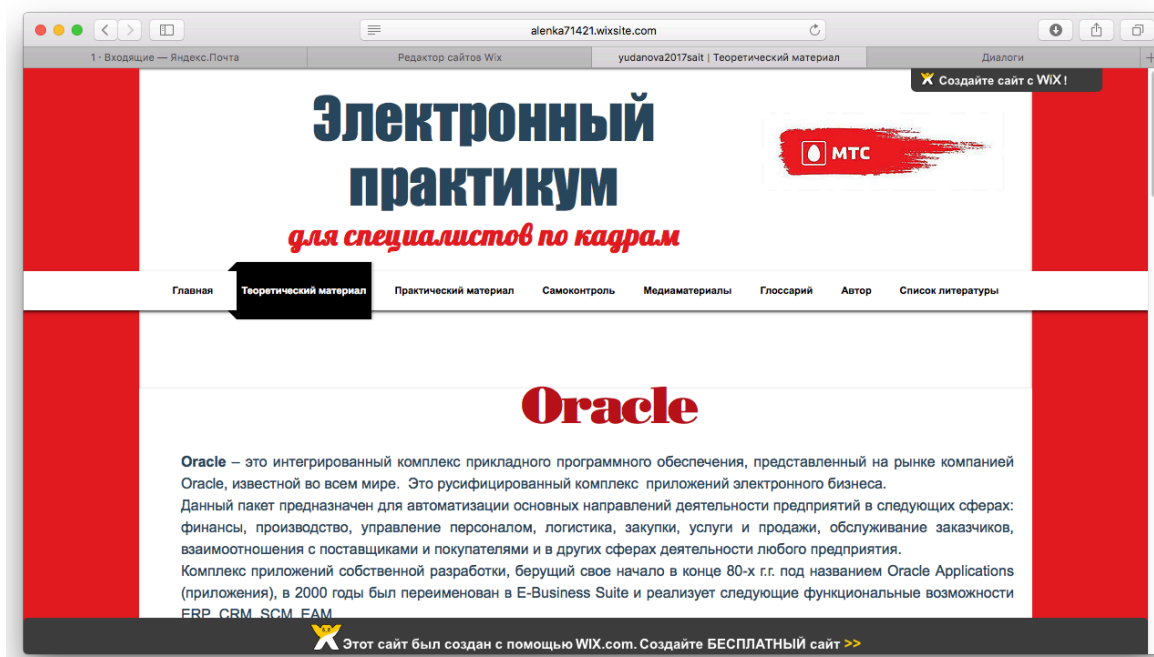 alenka71421.wixsite.com
1 · Входящие — Яндекс.Почта
Редактор сайтов Wix
yudanova2017sait | Теоретический материал
Диалоги
Создайте сайт с WiX !
Электронный
практикум
для специалистов по кадрам
МТС
Главная
Теоретический материал
Практический материал
Самоконтроль
Медиаматериалы
Глоссарий
Автор
Список литературы
Oracle
Oracle – это интегрированный комплекс прикладного программного обеспечения, представленный на рынке компанией
Oracle, известной во всем мире. Это русифицированный комплекс приложений электронного бизнеса.
Данный пакет предназначен для автоматизации основных направлений деятельности предприятий в следующих сферах:
финансы, производство, управление персоналом, логистика, закупки, услуги и продажи, обслуживание заказчиков,
взаимоотношения с поставщиками и покупателями и в других сферах деятельности любого предприятия.
Комплекс приложений собственной разработки, берущий свое начало в конце 80-х г.г. под названием Oracle Applications
(приложения), в 2000 годы был переименован в E-Business Suite и реализует следующие функциональные возможности
ERP, CRM, SCM, EAM
Этот сайт был создан с помощью WIX.com. Создайте БЕСПЛАТНЫЙ сайт >>